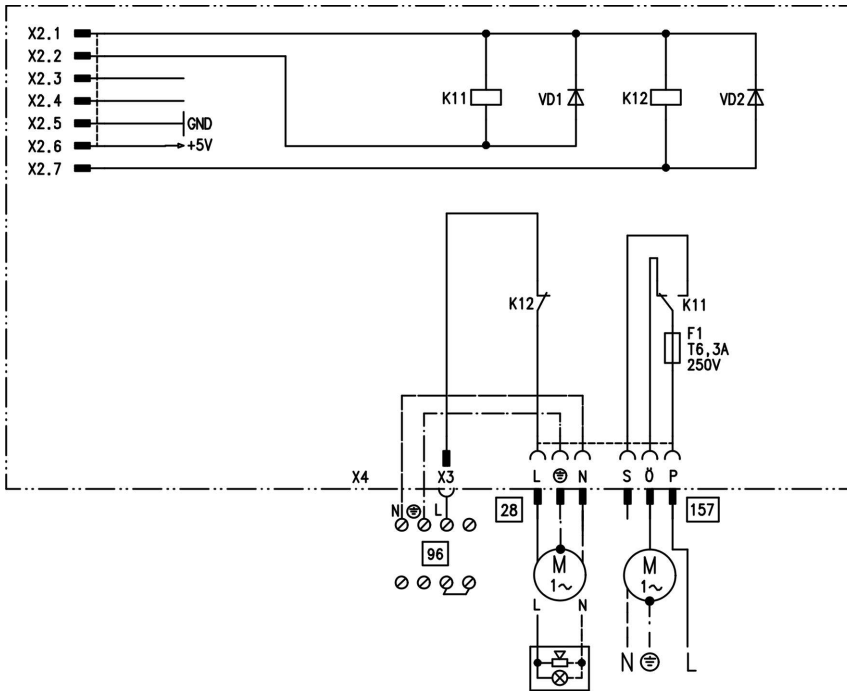 X2.1
X2.2
X2.3
X2.4
X2.5 GND
X2.6 +5V
X2.7
K11 VD1 K12 VD2
K12 K11
F1
T6,3A
250V
X4 X3 L N S Ö P
N L 28 157
96
M M
1~ 1~
L N
N L